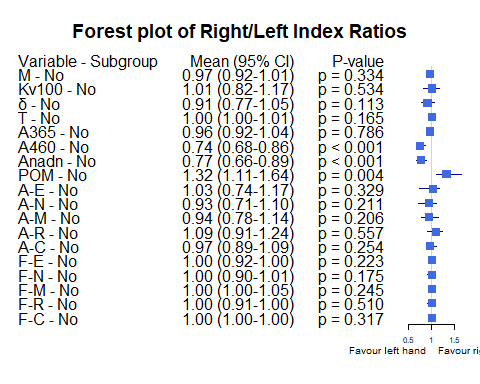 Forest plot of Right/Left Index Ratios
Variable - Subgroup Mean (95% CI) P-value
M - No 0.97 (0.92-1.01) p = 0.334
Kv100 - No 1.01 (0.82-1.17) p = 0.534
δ - No 0.91 (0.77-1.05) p = 0.113
T - No 1.00 (1.00-1.01) p = 0.165
A365 - No 0.96 (0.92-1.04) p = 0.786
A460 - No 0.74 (0.68-0.86) p < 0.001
Anadn - No 0.77 (0.66-0.89) p < 0.001
POM - No 1.32 (1.11-1.64) p = 0.004
A-E - No 1.03 (0.74-1.17) p = 0.329
A-N - No 0.93 (0.71-1.10) p = 0.211
A-M - No 0.94 (0.78-1.14) p = 0.206
A-R - No 1.09 (0.91-1.24) p = 0.557
A-C - No 0.97 (0.89-1.09) p = 0.254
F-E - No 1.00 (0.92-1.00) p = 0.223
F-N - No 1.00 (0.90-1.01) p = 0.175
F-M - No 1.00 (1.00-1.05) p = 0.245
F-R - No 1.00 (0.91-1.00) p = 0.510
F-C - No 1.00 (1.00-1.00) p = 0.317
0.5 1 1.5
Favour left hand Favour rig